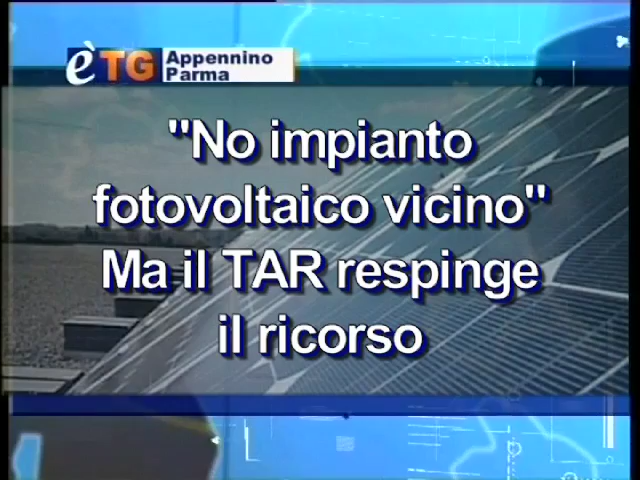 èTG Appennino
Parma
"No impianto
fotovoltaico vicino"
Ma il TAR respinge
il ricorso